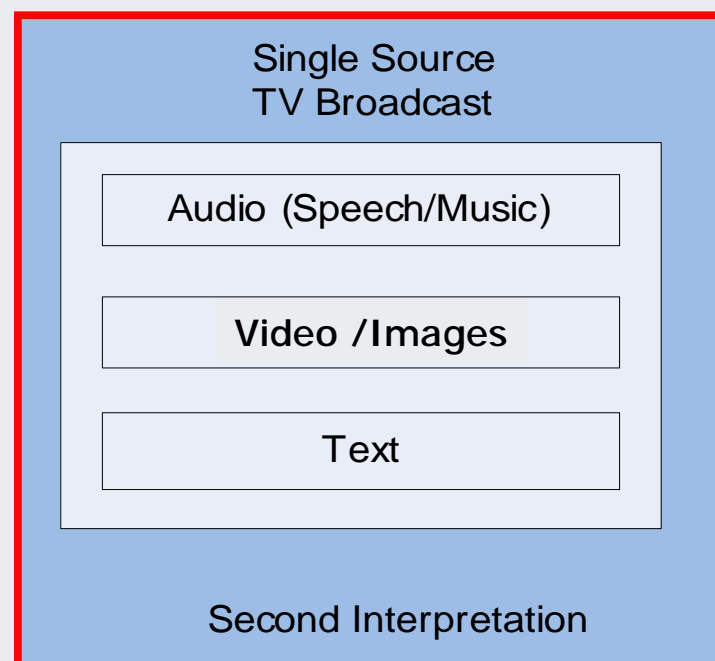 Single Source
TV Broadcast
Audio (Speech/Music)
Video /Images
Text
Second Interpretation